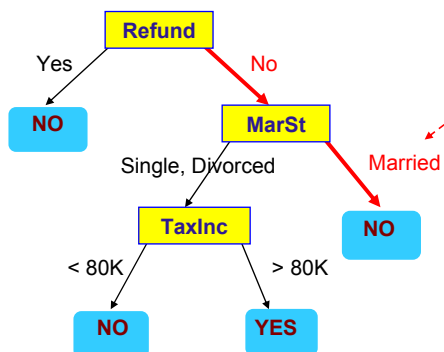 Refund
Yes
No
NO
MarSt
Single, Divorced
Married
TaxInc
NO
< 80K
> 80K
NO
YES